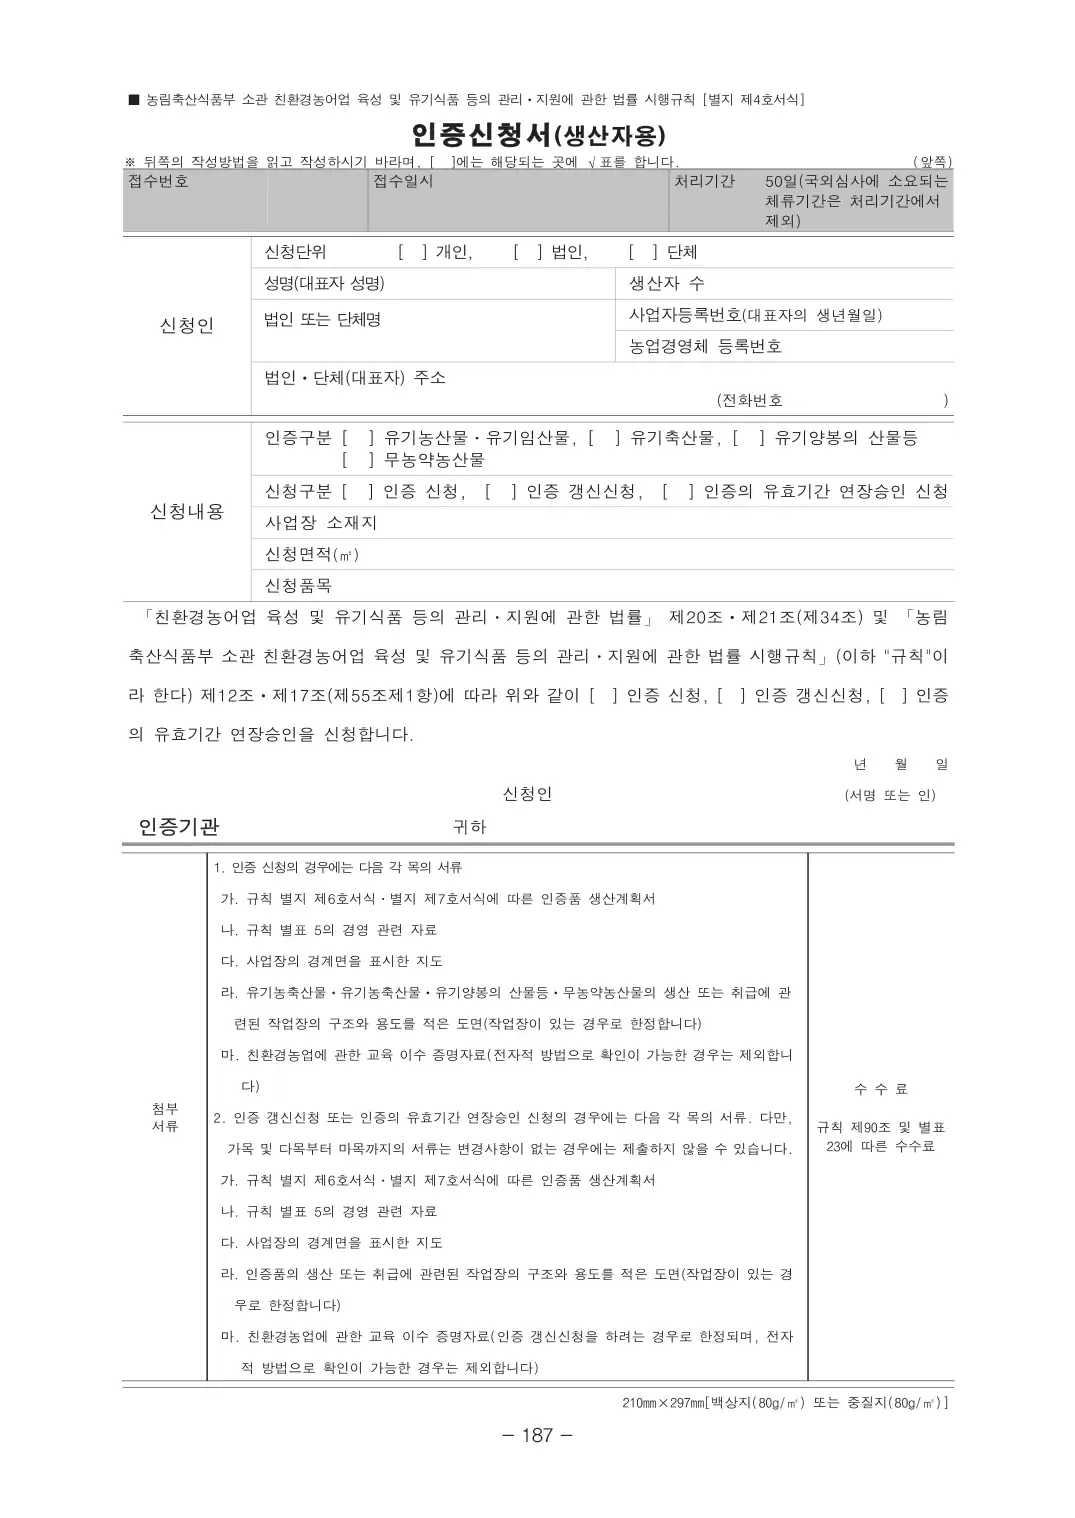 ■ 농림축산식품부 소관 친환경농어업 육성 및 유기식품 등의 관리ㆍ지원에 관한 법률 시행규칙 [별지 제4호서식]
인증신청서(생산자용)
※ 뒤쪽의 작성방법을 읽고 작성하시기 바라며, [  ]에는 해당되는 곳에 √표를 합니다. (앞쪽)
접수번호 접수일시 처리기간 50일(국외심사에 소요되는
체류기간은 처리기간에서
제외)
신청인
신청단위 [  ] 개인, [  ] 법인, [  ] 단체
성명(대표자 성명) 생산자 수
법인 또는 단체명 사업자등록번호(대표자의 생년월일)
농업경영체 등록번호
법인ㆍ단체(대표자) 주소
(전화번호 )
신청내용
인증구분 [  ] 유기농산물ㆍ유기임산물, [  ] 유기축산물, [  ] 유기양봉의 산물등
[  ] 무농약농산물
신청구분 [  ] 인증 신청, [  ] 인증 갱신신청, [  ] 인증의 유효기간 연장승인 신청
사업장 소재지
신청면적(㎡)
신청품목
「친환경농어업 육성 및 유기식품 등의 관리ㆍ지원에 관한 법률」 제20조ㆍ제21조(제34조) 및 「농림
축산식품부 소관 친환경농어업 육성 및 유기식품 등의 관리ㆍ지원에 관한 법률 시행규칙」(이하 "규칙"이
라 한다) 제12조ㆍ제17조(제55조제1항)에 따라 위와 같이 [  ] 인증 신청, [  ] 인증 갱신신청, [  ] 인증
의 유효기간 연장승인을 신청합니다.
년 월 일
신청인 (서명 또는 인)
인증기관 귀하
첨부
서류
1. 인증 신청의 경우에는 다음 각 목의 서류
가. 규칙 별지 제6호서식ㆍ별지 제7호서식에 따른 인증품 생산계획서
나. 규칙 별표 5의 경영 관련 자료
다. 사업장의 경계면을 표시한 지도
라. 유기농축산물ㆍ유기농축산물ㆍ유기양봉의 산물등ㆍ무농약농산물의 생산 또는 취급에 관
련된 작업장의 구조와 용도를 적은 도면(작업장이 있는 경우로 한정합니다)
마. 친환경농업에 관한 교육 이수 증명자료(전자적 방법으로 확인이 가능한 경우는 제외합니
다)
2. 인증 갱신신청 또는 인증의 유효기간 연장승인 신청의 경우에는 다음 각 목의 서류. 다만,
가목 및 다목부터 마목까지의 서류는 변경사항이 없는 경우에는 제출하지 않을 수 있습니다.
가. 규칙 별지 제6호서식ㆍ별지 제7호서식에 따른 인증품 생산계획서
나. 규칙 별표 5의 경영 관련 자료
다. 사업장의 경계면을 표시한 지도
라. 인증품의 생산 또는 취급에 관련된 작업장의 구조와 용도를 적은 도면(작업장이 있는 경
우로 한정합니다)
마. 친환경농업에 관한 교육 이수 증명자료(인증 갱신신청을 하려는 경우로 한정되며, 전자
적 방법으로 확인이 가능한 경우는 제외합니다)
수 수 료
규칙 제90조 및 별표
23에 따른 수수료
210㎜×297㎜[백상지(80g/㎡) 또는 중질지(80g/㎡)]
− 187 −